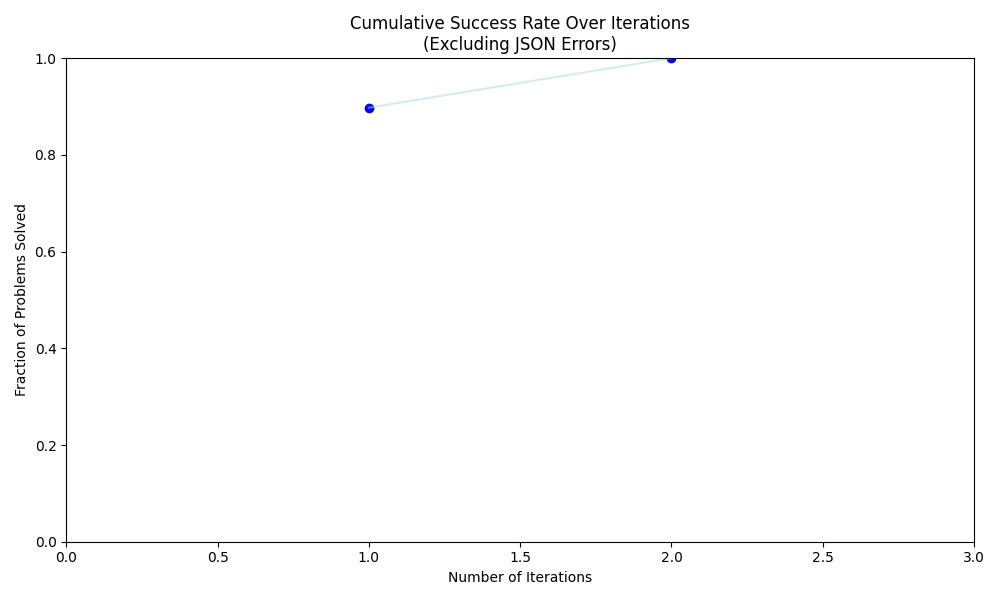 Cumulative Success Rate Over Iterations
(Excluding JSON Errors)
Fraction of Problems Solved
1.0
0.8
0.6
0.4
0.2
0.0
0.0 0.5 1.0 1.5 2.0 2.5 3.0
Number of Iterations